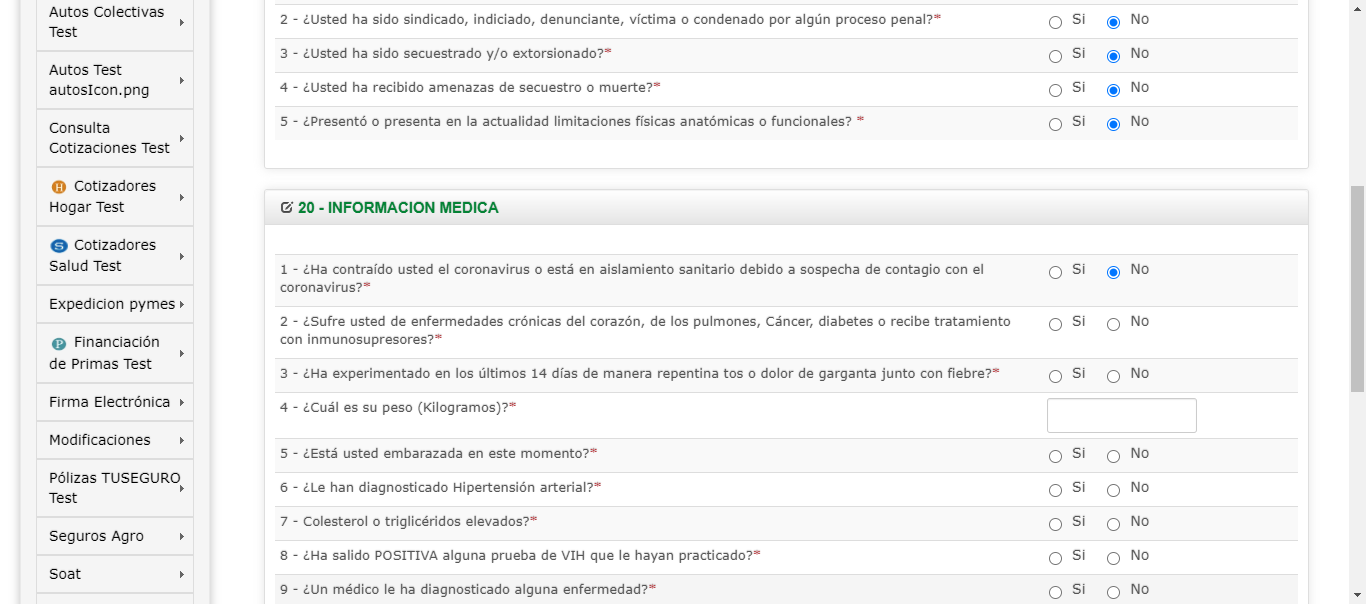 Autos Colectivas
Test
Autos Test
autosIcon.png
Consulta
Cotizaciones Test
H Cotizadores
Hogar Test
S Cotizadores
Salud Test
Expedicion pymes
P Financiación
de Primas Test
Firma Electrónica
Modificaciones
Pólizas TUSEGURO
Test
Seguros Agro
Soat
2 - ¿Usted ha sido sindicado, indiciado, denunciante, víctima o condenado por algún proceso penal?* Si No
3 - ¿Usted ha sido secuestrado y/o extorsionado?* Si No
4 - ¿Usted ha recibido amenazas de secuestro o muerte?* Si No
5 - ¿Presentó o presenta en la actualidad limitaciones físicas anatómicas o funcionales? * Si No
20 - INFORMACION MEDICA
1 - ¿Ha contraído usted el coronavirus o está en aislamiento sanitario debido a sospecha de contagio con el Si No
coronavirus?*
2 - ¿Sufre usted de enfermedades crónicas del corazón, de los pulmones, Cáncer, diabetes o recibe tratamiento Si No
con inmunosupresores?*
3 - ¿Ha experimentado en los últimos 14 días de manera repentina tos o dolor de garganta junto con fiebre?* Si No
4 - ¿Cuál es su peso (Kilogramos)?*
5 - ¿Está usted embarazada en este momento?* Si No
6 - ¿Le han diagnosticado Hipertensión arterial?* Si No
7 - Colesterol o triglicéridos elevados?* Si No
8 - ¿Ha salido POSITIVA alguna prueba de VIH que le hayan practicado?* Si No
9 - ¿Un médico le ha diagnosticado alguna enfermedad?* Si No